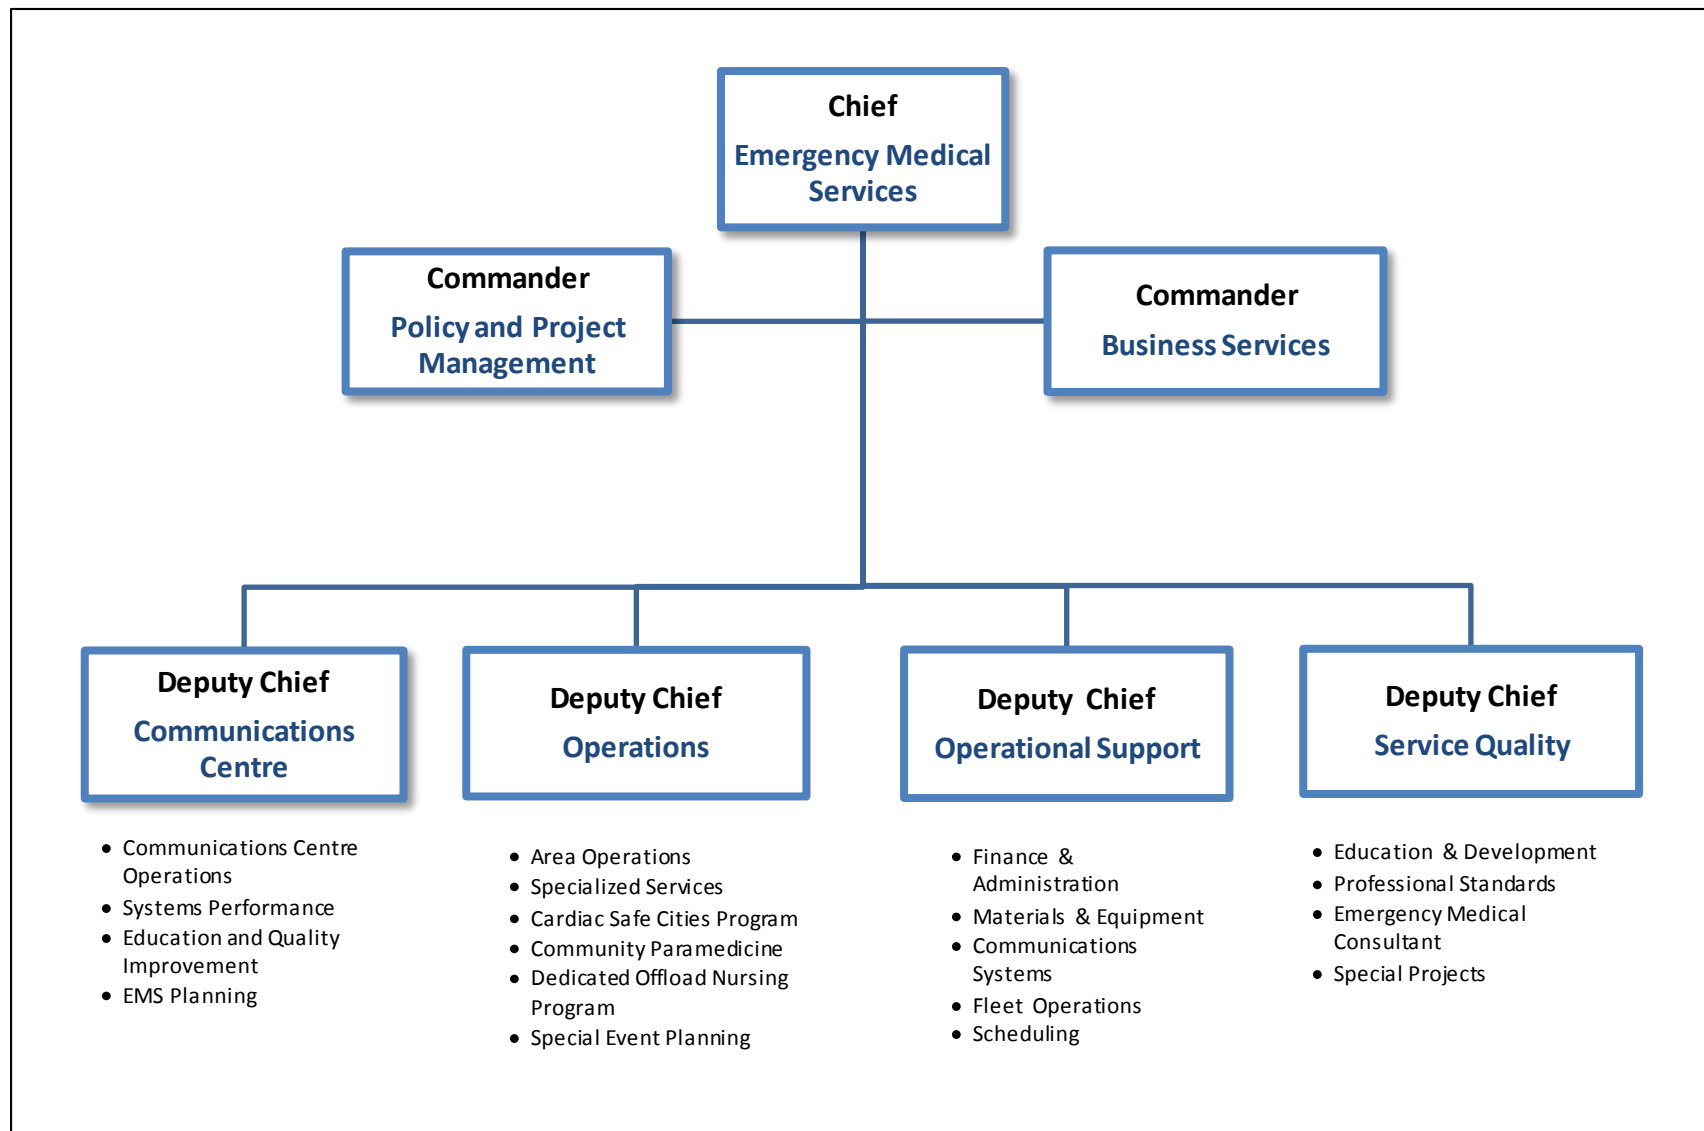 Chief
Emergency Medical
Services
Commander
Policy and Project
Management
Commander
Business Services
Deputy Chief
Communications
Centre
Deputy Chief
Operations
Deputy Chief
Operational Support
Deputy Chief
Service Quality
• Communications Centre
Operations
• Systems Performance
• Education and Quality
Improvement
• EMS Planning
• Area Operations
• Specialized Services
• Cardiac Safe Cities Program
• Community Paramedicine
• Dedicated Offload Nursing
Program
• Special Event Planning
• Finance &
Administration
• Materials & Equipment
• Communications
Systems
• Fleet Operations
• Scheduling
• Education & Development
• Professional Standards
• Emergency Medical
Consultant
• Special Projects